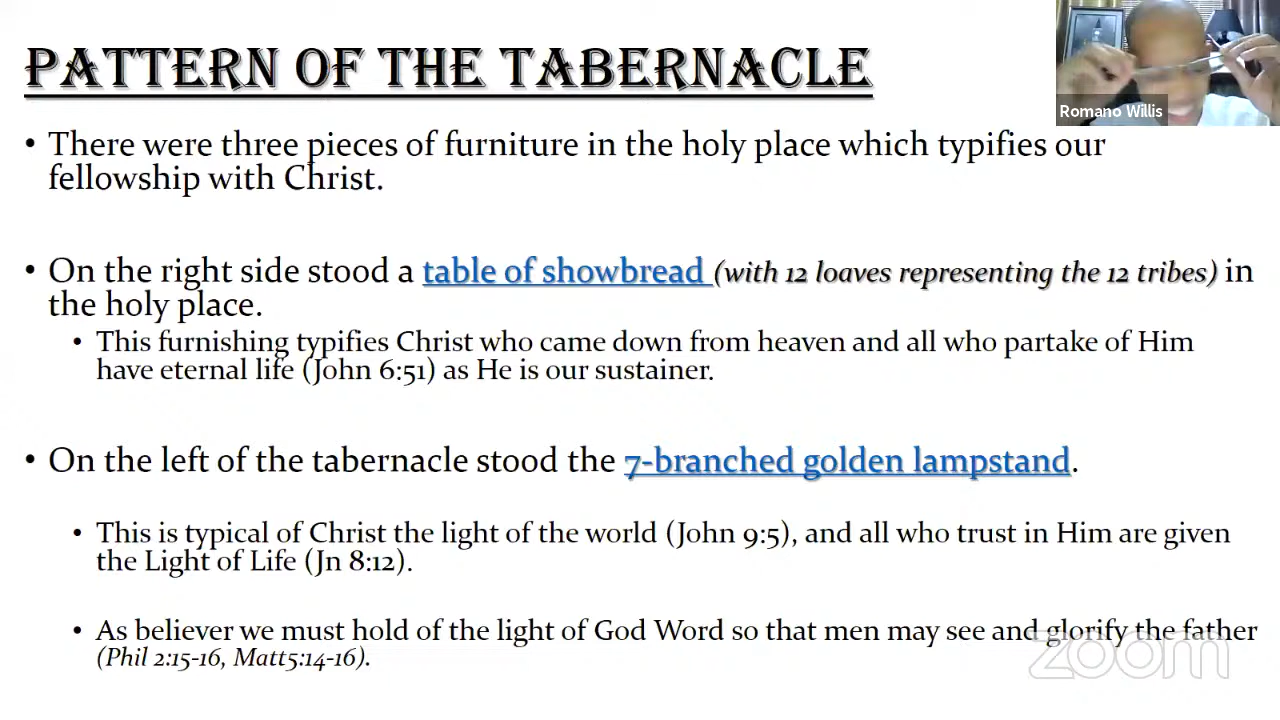 PATTERN OF THE TABERNACLE
Romano Willis
• There were three pieces of furniture in the holy place which typifies our
fellowship with Christ.
• On the right side stood a table of showbread (with 12 loaves representing the 12 tribes) in
the holy place.
• This furnishing typifies Christ who came down from heaven and all who partake of Him
have eternal life (John 6:51) as He is our sustainer.
• On the left of the tabernacle stood the 7-branched golden lampstand.
• This is typical of Christ the light of the world (John 9:5), and all who trust in Him are given
the Light of Life (Jn 8:12).
• As believer we must hold of the light of God Word so that men may see and glorify the father
(Phil 2:15-16, Matt5:14-16).
zoom